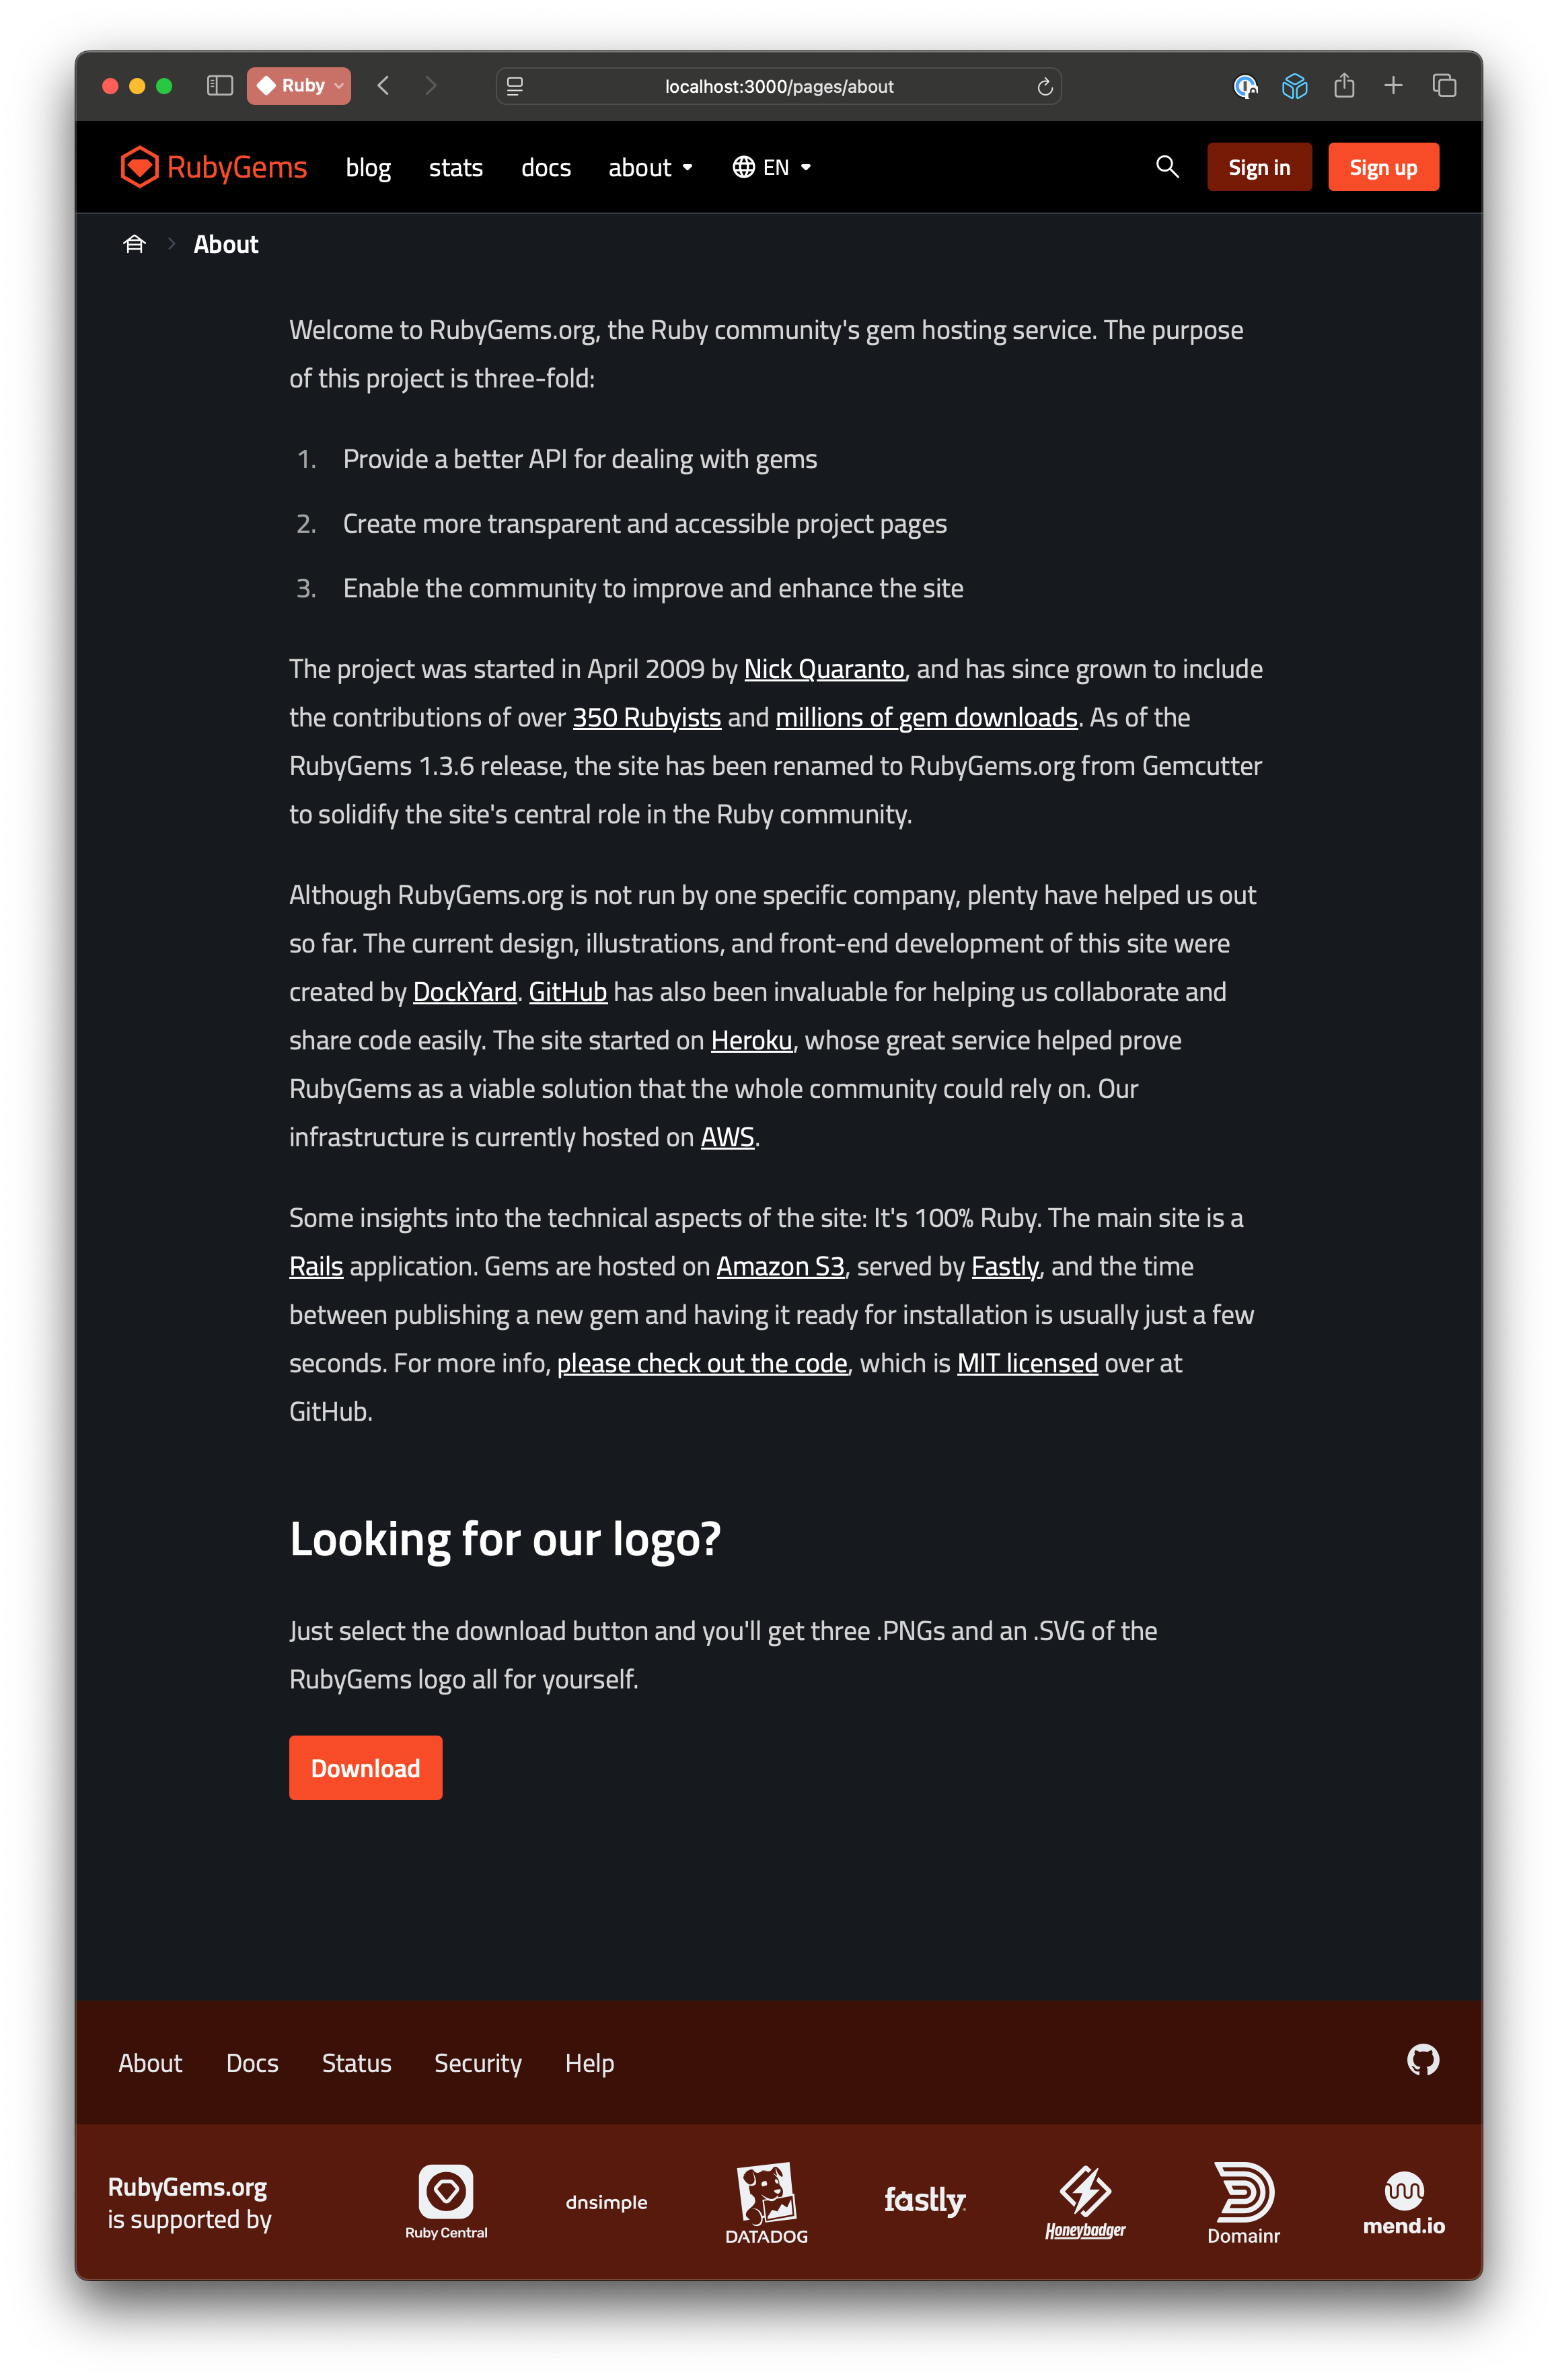 Ruby
localhost:3000/pages/about
RubyGems blog stats docs about EN Sign in Sign up
About
Welcome to RubyGems.org, the Ruby community's gem hosting service. The purpose
of this project is three-fold:
1. Provide a better API for dealing with gems
2. Create more transparent and accessible project pages
3. Enable the community to improve and enhance the site
The project was started in April 2009 by Nick Quaranto, and has since grown to include
the contributions of over 350 Rubyists and millions of gem downloads. As of the
RubyGems 1.3.6 release, the site has been renamed to RubyGems.org from Gemcutter
to solidify the site's central role in the Ruby community.
Although RubyGems.org is not run by one specific company, plenty have helped us out
so far. The current design, illustrations, and front-end development of this site were
created by DockYard. GitHub has also been invaluable for helping us collaborate and
share code easily. The site started on Heroku, whose great service helped prove
RubyGems as a viable solution that the whole community could rely on. Our
infrastructure is currently hosted on AWS.
Some insights into the technical aspects of the site: It's 100% Ruby. The main site is a
Rails application. Gems are hosted on Amazon S3, served by Fastly, and the time
between publishing a new gem and having it ready for installation is usually just a few
seconds. For more info, please check out the code, which is MIT licensed over at
GitHub.
Looking for our logo?
Just select the download button and you'll get three .PNGs and an .SVG of the
RubyGems logo all for yourself.
Download
About Docs Status Security Help
RubyGems.org
is supported by
Ruby Central
dnsimple
DATADOG
fastly
Honeybadger
Domainr
mend.io